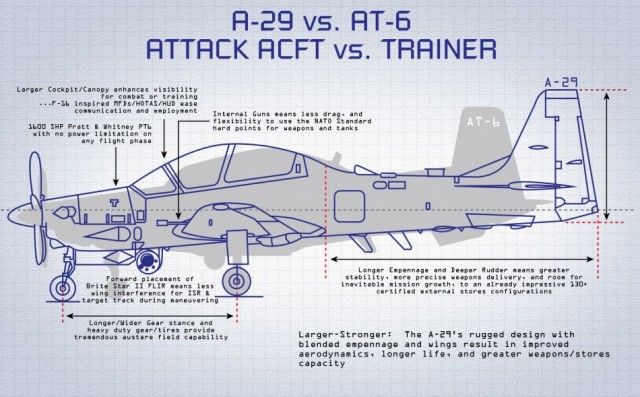 A-29 vs. AT-6
ATTACK ACFT vs. TRAINER
A-29
Larger Cockpit/Canopy enhances visibility
for combat or training
...F-16 inspired MFDs/HOTAS/HUD ease
communication and employment
Internal Guns means less drag, and
flexibility to use the NATO Standard
hard points for weapons and tanks
AT-6
1600 SHP Pratt & Whitney PT6
with no power limitation on
any flight phase
Forward placement of
Brite Star II FLIR means less
wing interference for ISR &
target track during maneuvering
Longer Empennage and Deeper Rudder means greater
stability, more precise weapons delivery, and room for
inevitable mission growth, to an already impressive 130+
certified external stores configurations
Longer/Wider Gear stance and
heavy duty gear/tires provide
tremendous austere field capability
Larger-Stronger: The A-29's rugged design with
blended empennage and wings result in improved
aerodynamics, longer life, and greater weapons/stores
capacity